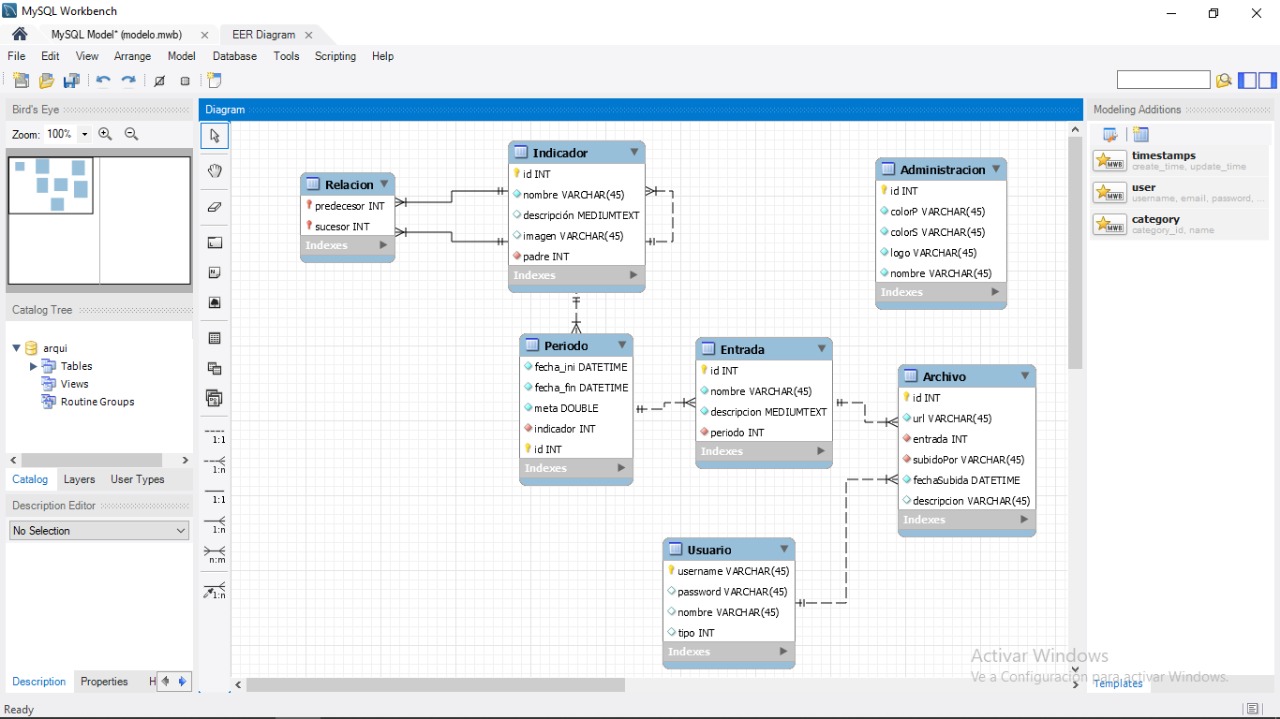 MySQL Workbench
MySQL Model* (modelo.mwb)
EER Diagram
File Edit View Arrange Model Database Tools Scripting Help
Bird's Eye
Zoom: 100%
Catalog Tree
arqui
Tables
Views
Routine Groups
Catalog Layers User Types
Description Editor
No Selection
Description Properties H
Ready
1:1
1:n
1:1
1:n
n:m
1:n
Diagram
Relacion
predecesor INT
sucesor INT
Indexes
Indicador
id INT
nombre VARCHAR(45)
descripción MEDIUMTEXT
imagen VARCHAR(45)
padre INT
Indexes
Administracion
id INT
colorP VARCHAR(45)
colorS VARCHAR(45)
logo VARCHAR(45)
nombre VARCHAR(45)
Indexes
Periodo
fecha_ini DATETIME
fecha_fin DATETIME
meta DOUBLE
indicador INT
id INT
Indexes
Entrada
id INT
nombre VARCHAR(45)
descripcion MEDIUMTEXT
periodo INT
Indexes
Archivo
id INT
url VARCHAR(45)
entrada INT
subidoPor VARCHAR(45)
fechaSubida DATETIME
descripcion VARCHAR(45)
Indexes
Usuario
username VARCHAR(45)
password VARCHAR(45)
nombre VARCHAR(45)
tipo INT
Indexes
Modeling Additions
timestamps
create_time, update_time
user
username, email, password, ...
category
category_id, name
Templates
Activar Windows
Ve a Configuración para activar Windows.